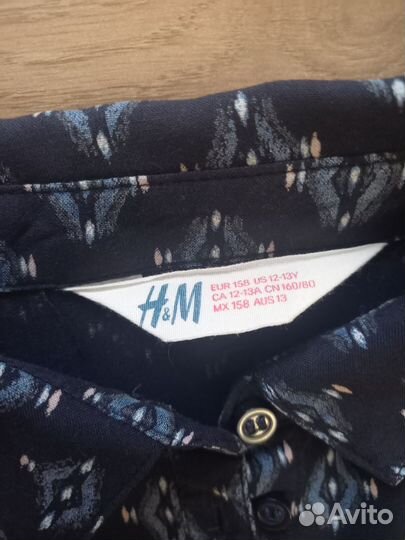 H&M
EUR 158 US 12-13Y
CA 12-13A CN 160/80
MX 158 AUS 13
Avito